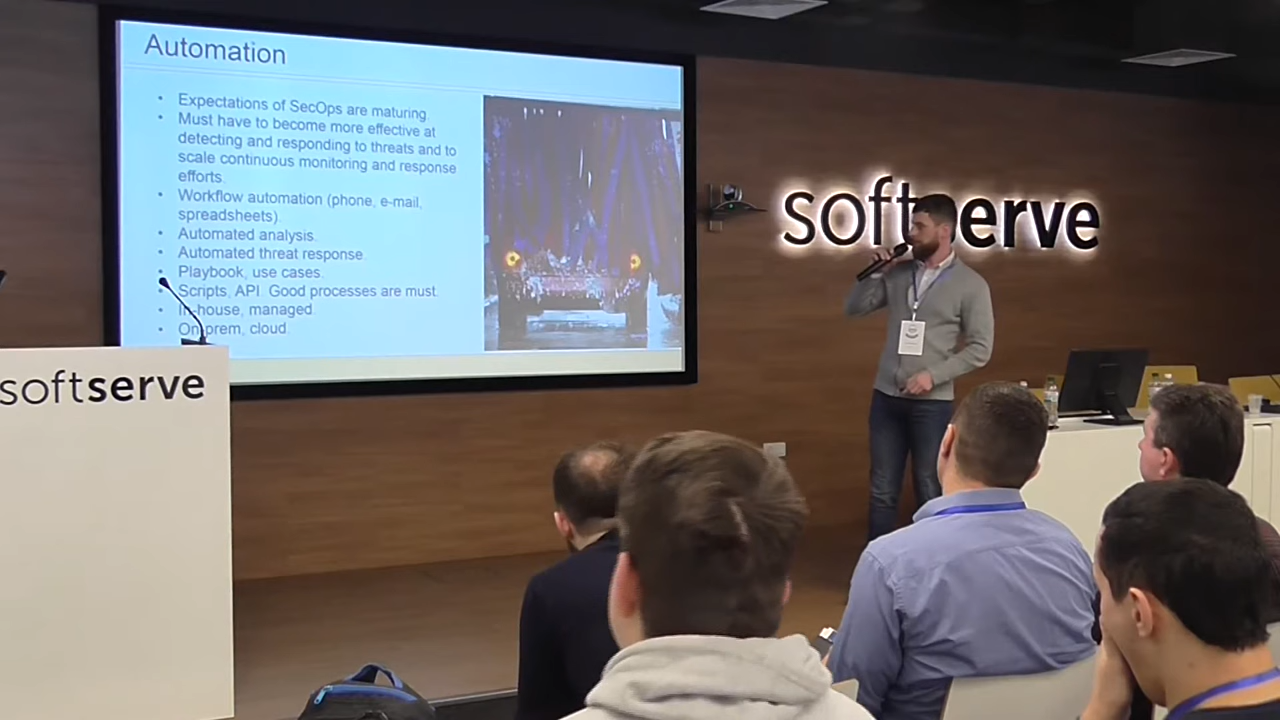 Automation
• Expectations of SecOps are maturing.
• Must have to become more effective at
detecting and responding to threats and to
scale continuous monitoring and response
efforts.
• Workflow automation (phone, e-mail,
spreadsheets).
• Automated analysis.
• Automated threat response.
• Playbook, use cases.
• Scripts, API. Good processes are must.
• In-house, managed.
• On prem, cloud.
softserve
softserve